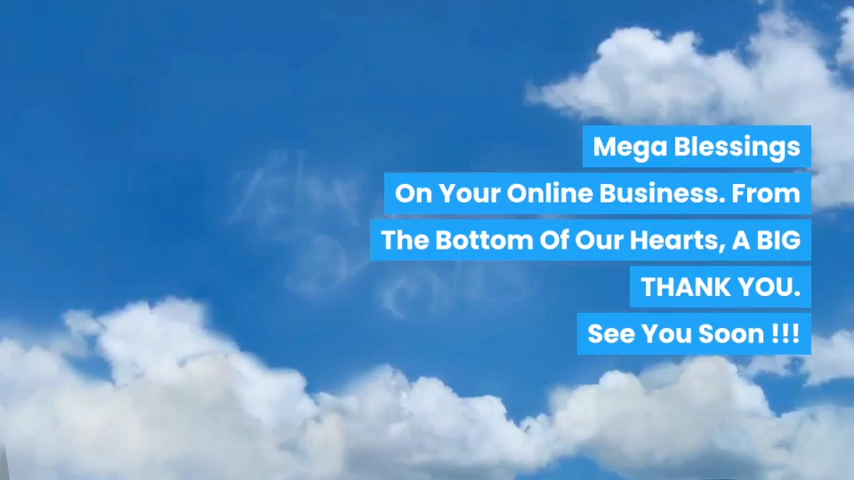 Mega Blessings
On Your Online Business. From
The Bottom Of Our Hearts, A BIG
THANK YOU.
See You Soon !!!